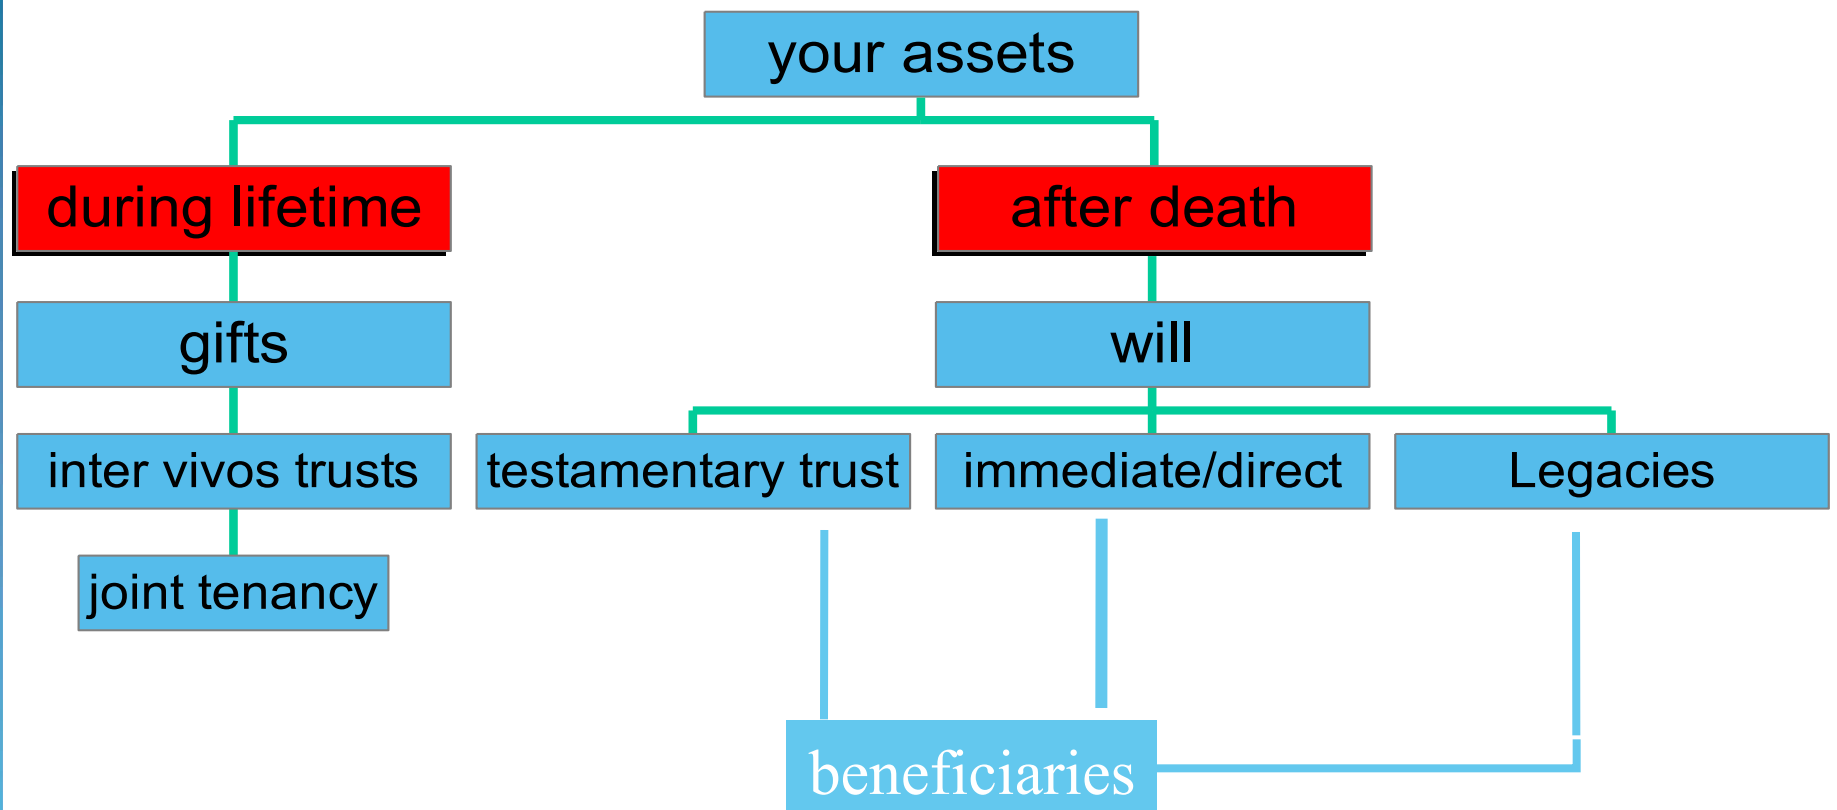 your assets
during lifetime
after death
gifts
will
inter vivos trusts
testamentary trust
immediate/direct
Legacies
joint tenancy
beneficiaries